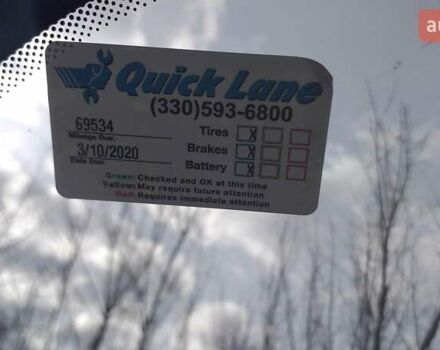 Quick Lane
(330)593-6800
69534
Mileage Due:
3/10/2020
Date Due:
Tires X
Brakes X
Battery X
Green: Checked and OK at this time
Yellow: May require future attention
Red: Requires immediate attention
au